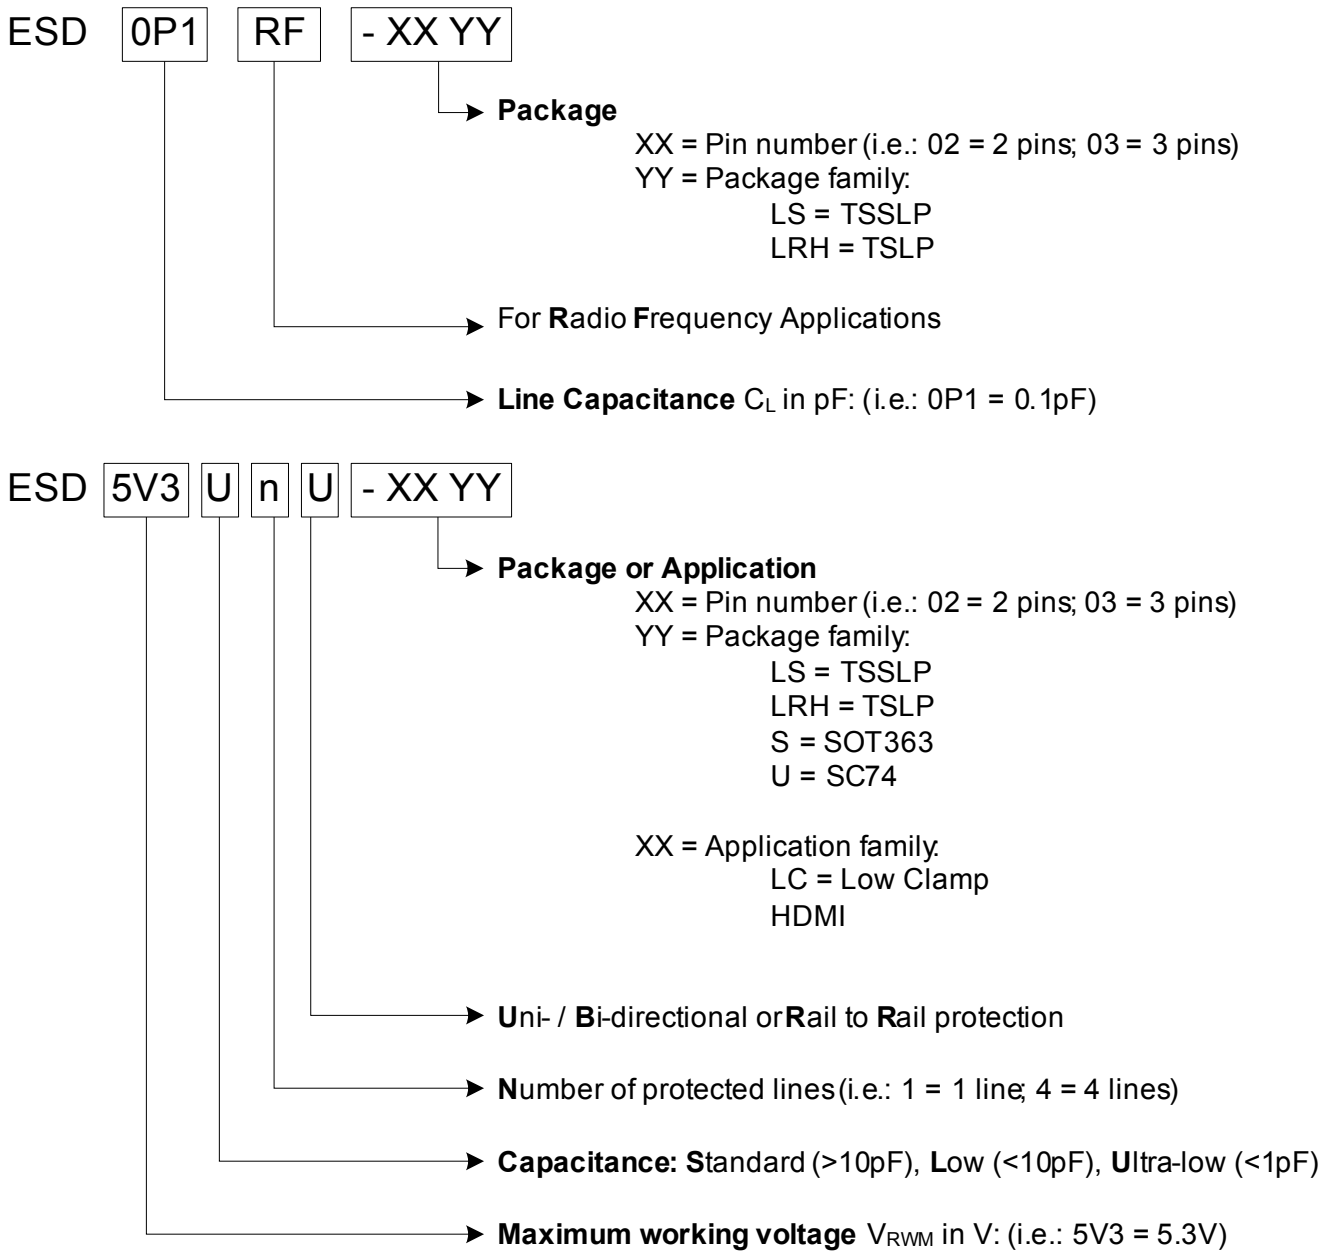 ESD 0P1 RF - XX YY
Package
XX = Pin number (i.e.: 02 = 2 pins; 03 = 3 pins)
YY = Package family:
LS = TSSLP
LRH = TSLP
For Radio Frequency Applications
Line Capacitance CL in pF: (i.e.: 0P1 = 0.1pF)
ESD 5V3 U n U - XX YY
Package or Application
XX = Pin number (i.e.: 02 = 2 pins; 03 = 3 pins)
YY = Package family:
LS = TSSLP
LRH = TSLP
S = SOT363
U = SC74
XX = Application family:
LC = Low Clamp
HDMI
Uni- / Bi-directional or Rail to Rail protection
Number of protected lines (i.e.: 1 = 1 line; 4 = 4 lines)
Capacitance: Standard (>10pF), Low (<10pF), Ultra-low (<1pF)
Maximum working voltage VRWM in V: (i.e.: 5V3 = 5.3V)